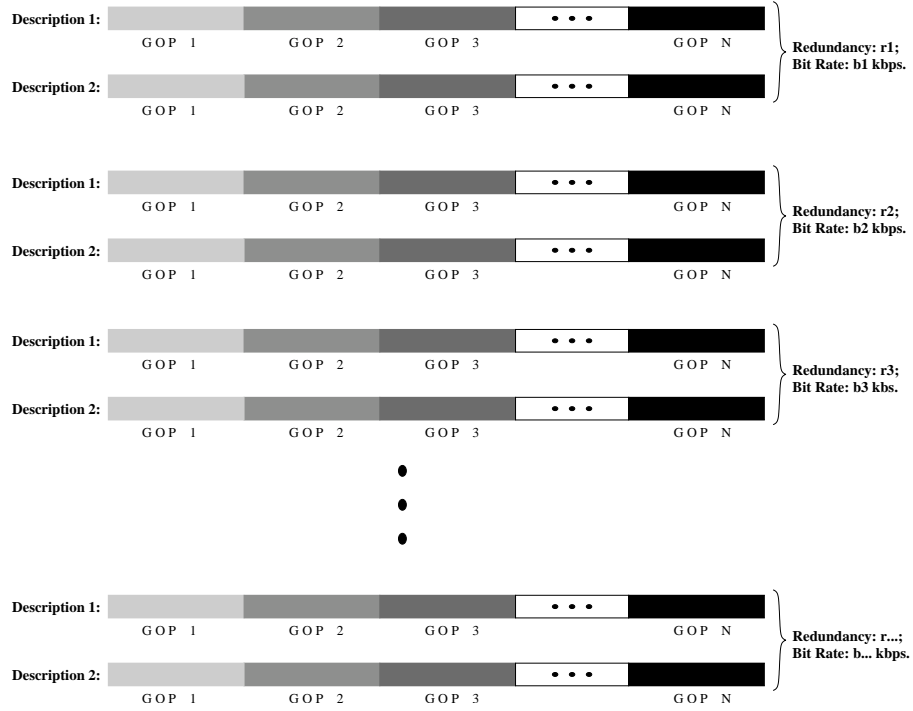 Description 1:
GOP 1 GOP 2 GOP 3 GOP N
Redundancy: r1;
Bit Rate: b1 kbps.
Description 2:
GOP 1 GOP 2 GOP 3 GOP N
Description 1:
GOP 1 GOP 2 GOP 3 GOP N
Redundancy: r2;
Bit Rate: b2 kbps.
Description 2:
GOP 1 GOP 2 GOP 3 GOP N
Description 1:
GOP 1 GOP 2 GOP 3 GOP N
Redundancy: r3;
Bit Rate: b3 kbs.
Description 2:
GOP 1 GOP 2 GOP 3 GOP N
Description 1:
GOP 1 GOP 2 GOP 3 GOP N
Redundancy: r...;
Bit Rate: b... kbps.
Description 2:
GOP 1 GOP 2 GOP 3 GOP N